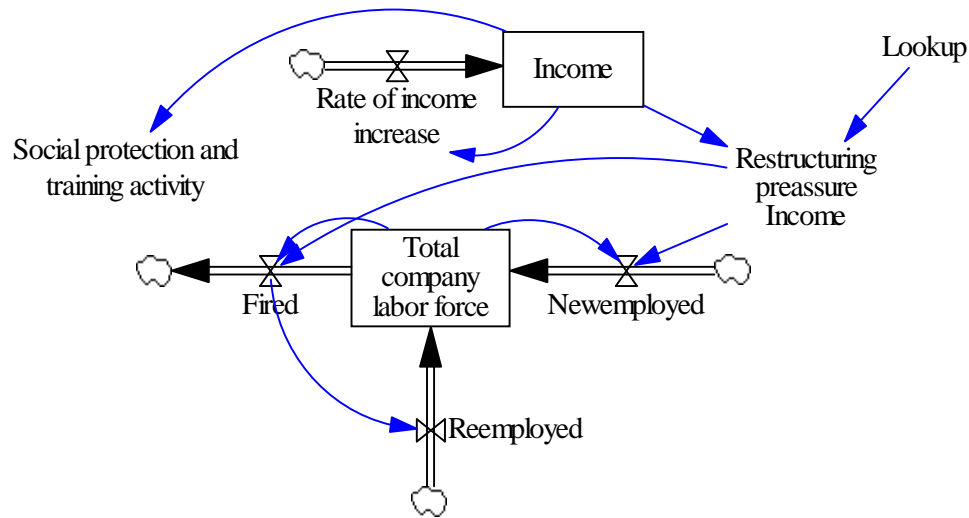 Income
Lookup
Rate of income
increase
Social protection and
training activity
Restructuring
preassure
Income
Total
company
labor force
Fired
Newemployed
Reemployed